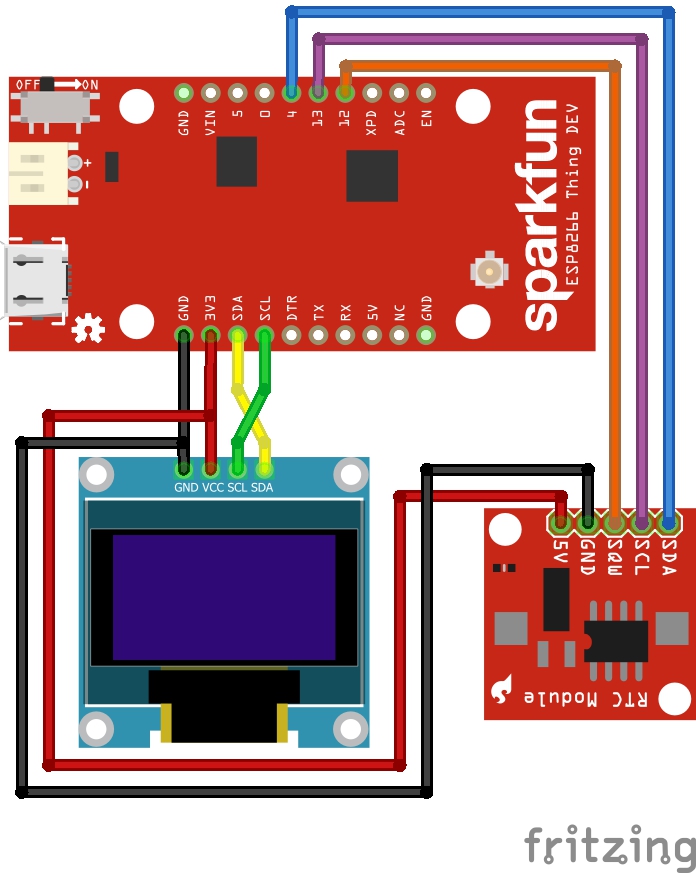 OFF ON
GND VIN 5 0 4 13 12 XPD ADC EN
+
-
sparkfun
ESP8266 Thing DEV
GND 3V3 SDA SCL DTR TX RX 5V NC GND
GND VCC SCL SDA
5V GND SQW SCL SDA
RTC Module
fritzing